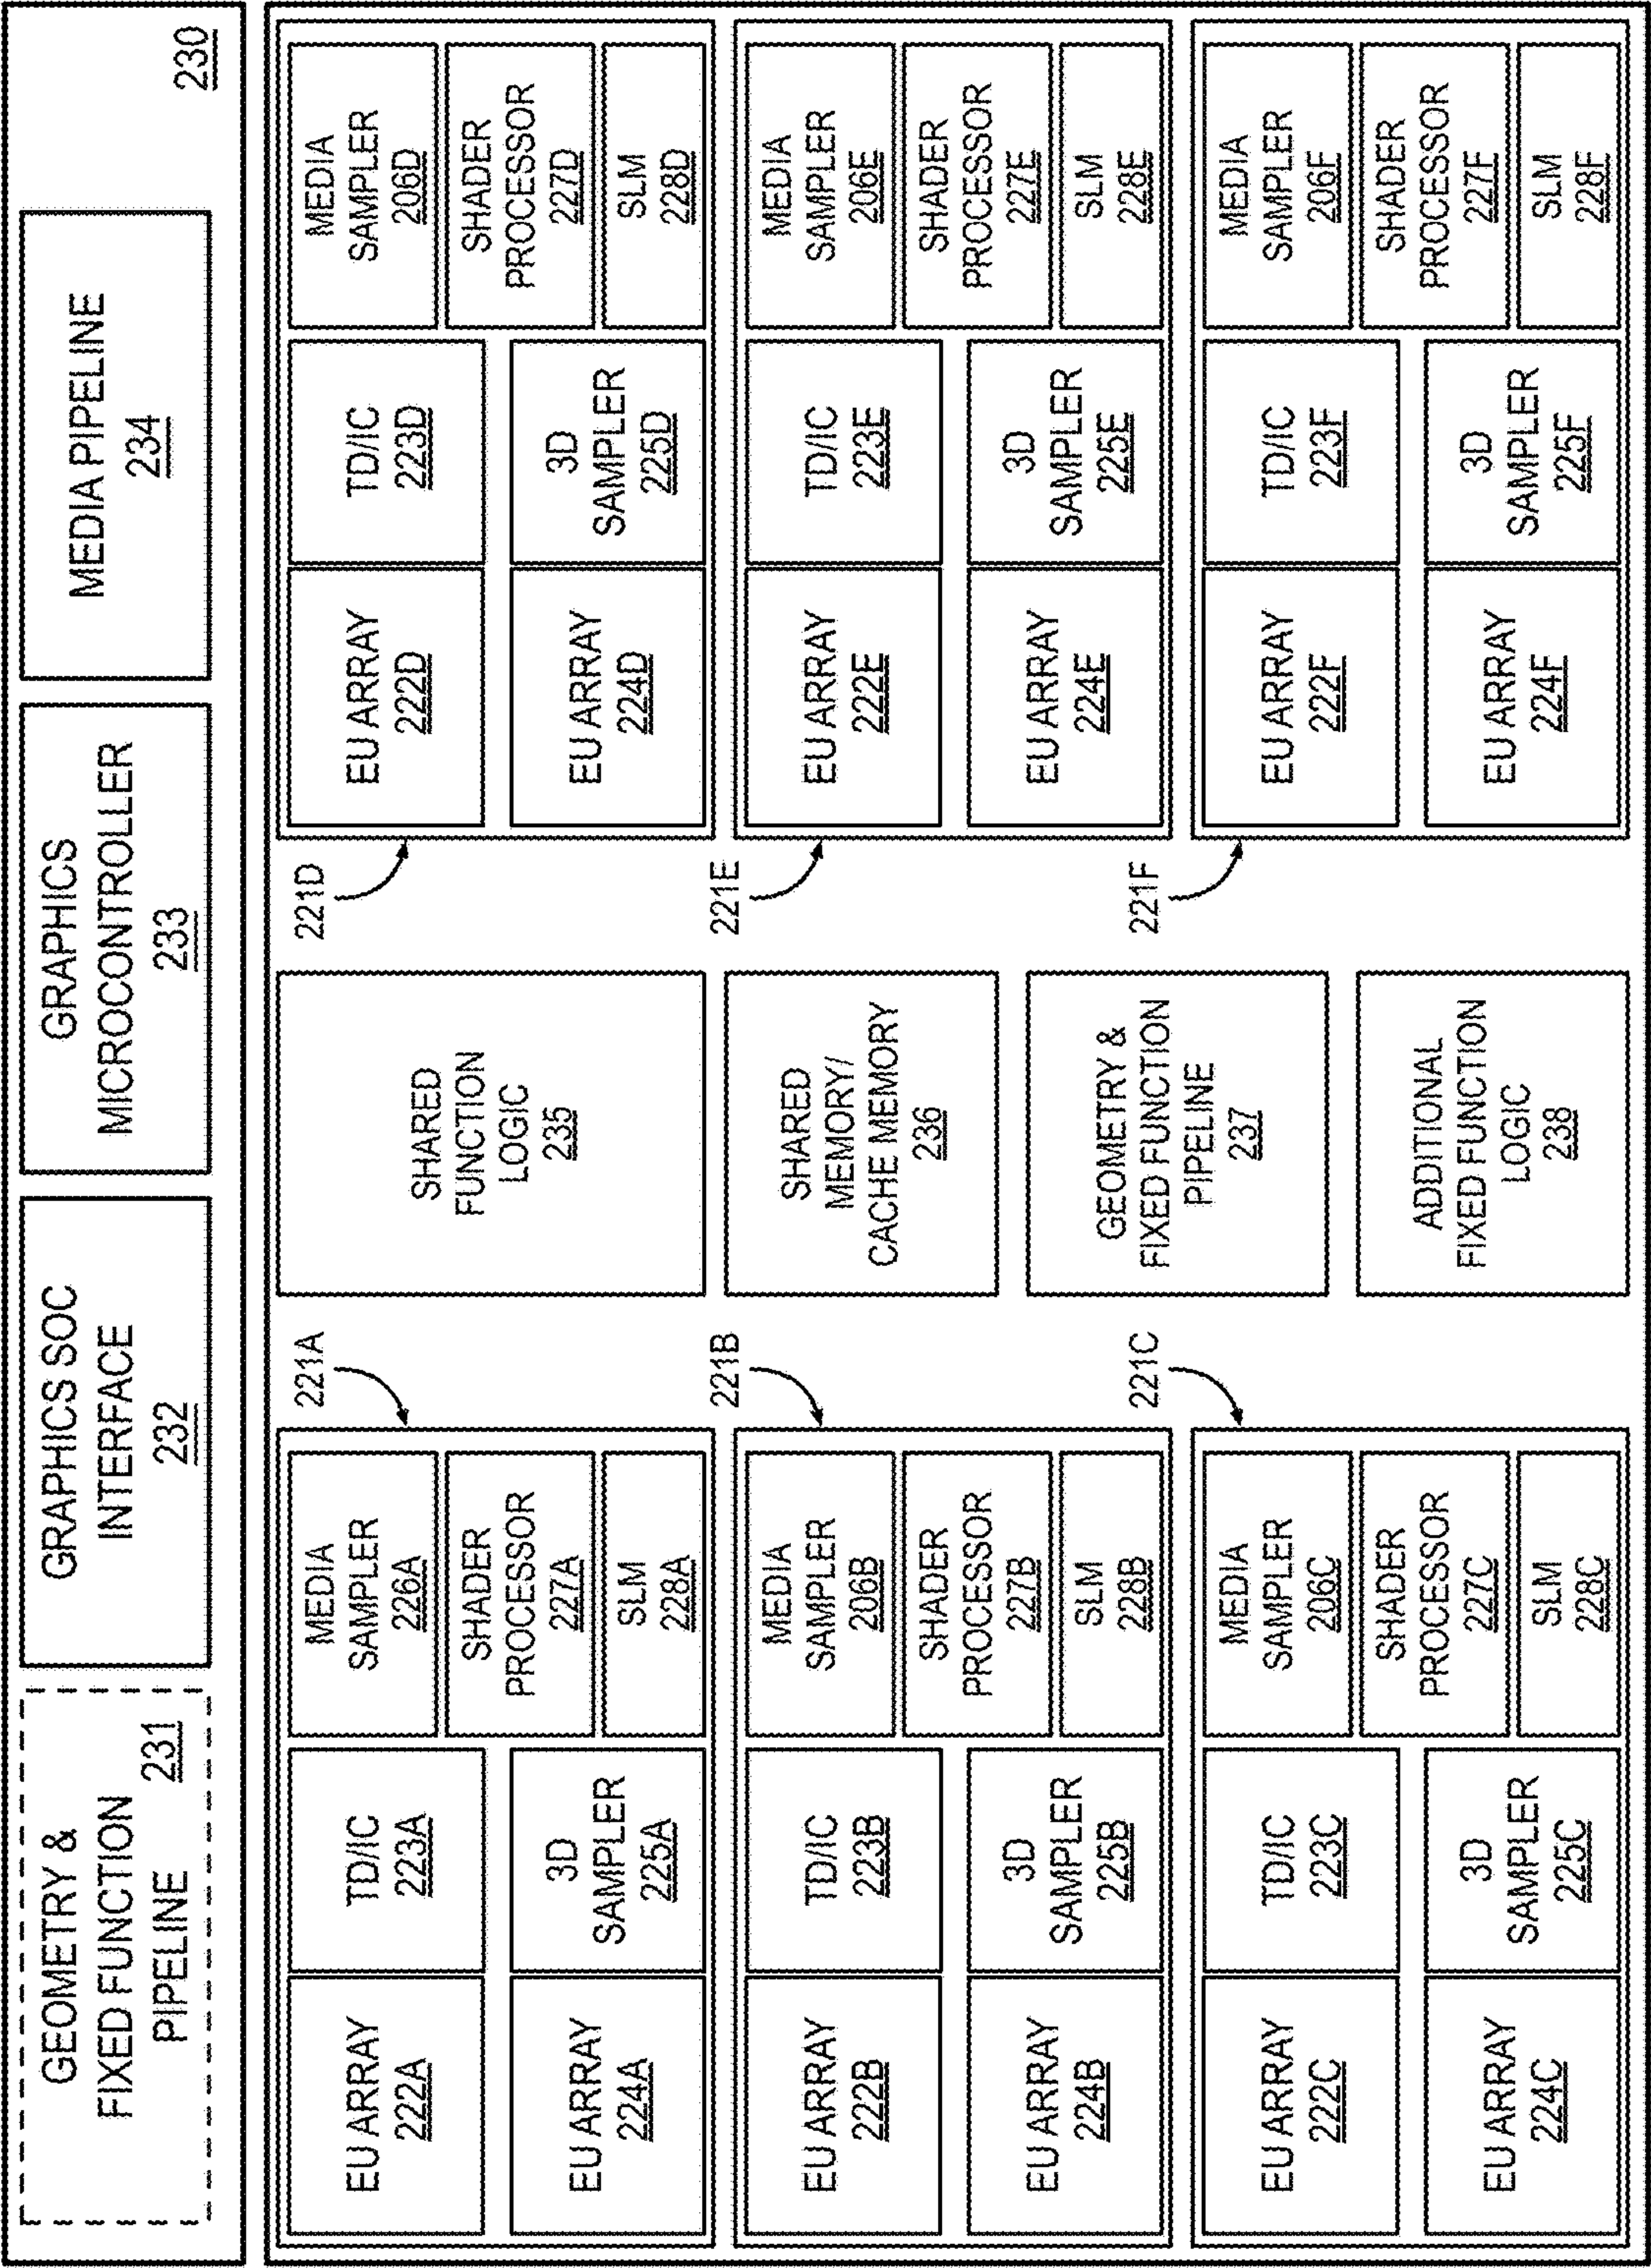 GEOMETRY &
FIXED FUNCTION
PIPELINE
231
GRAPHICS SOC
INTERFACE
232
GRAPHICS
MICROCONTROLLER
233
MEDIA PIPELINE
234
230
221A
EU ARRAY
222A
TD/IC
223A
MEDIA
SAMPLER
226A
SHADER
PROCESSOR
227A
EU ARRAY
224A
3D
SAMPLER
225A
SLM
228A
221B
EU ARRAY
222B
TD/IC
223B
MEDIA
SAMPLER
206B
SHADER
PROCESSOR
227B
EU ARRAY
224B
3D
SAMPLER
225B
SLM
228B
221C
EU ARRAY
222C
TD/IC
223C
MEDIA
SAMPLER
206C
SHADER
PROCESSOR
227C
EU ARRAY
224C
3D
SAMPLER
225C
SLM
228C
SHARED
FUNCTION
LOGIC
235
SHARED
MEMORY/
CACHE MEMORY
236
GEOMETRY &
FIXED FUNCTION
PIPELINE
237
ADDITIONAL
FIXED FUNCTION
LOGIC
238
221D
EU ARRAY
222D
TD/IC
223D
MEDIA
SAMPLER
206D
SHADER
PROCESSOR
227D
EU ARRAY
224D
3D
SAMPLER
225D
SLM
228D
221E
EU ARRAY
222E
TD/IC
223E
MEDIA
SAMPLER
206E
SHADER
PROCESSOR
227E
EU ARRAY
224E
3D
SAMPLER
225E
SLM
228E
221F
EU ARRAY
222F
TD/IC
223F
MEDIA
SAMPLER
206F
SHADER
PROCESSOR
227F
EU ARRAY
224F
3D
SAMPLER
225F
SLM
228F